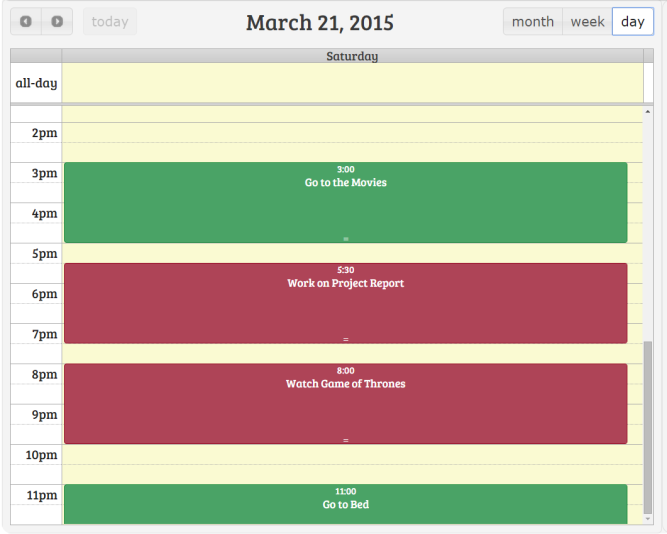 today
March 21, 2015
month week day
Saturday
all-day
2pm
3pm
3:00
Go to the Movies
4pm
5pm
5:30
Work on Project Report
6pm
7pm
8pm
8:00
Watch Game of Thrones
9pm
10pm
11pm
11:00
Go to Bed